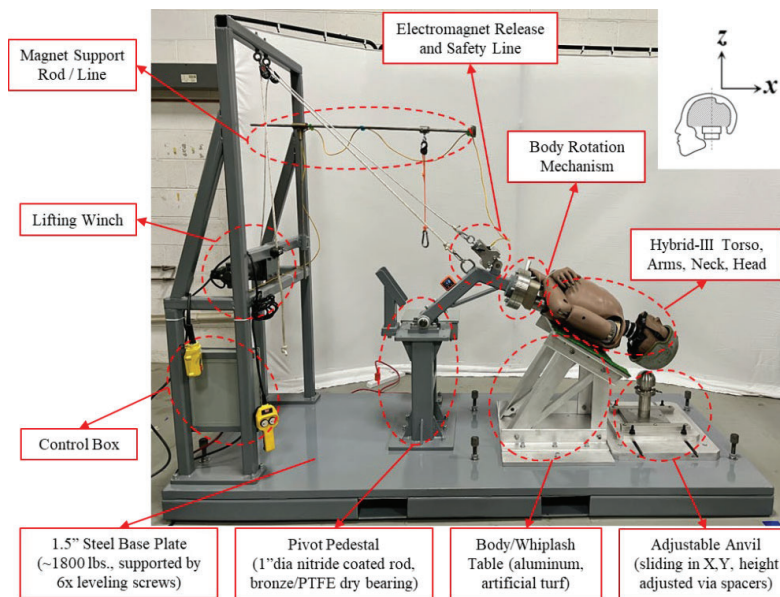 Magnet Support
Rod / Line
Electromagnet Release
and Safety Line
z
x
Body Rotation
Mechanism
Lifting Winch
Hybrid-III Torso,
Arms, Neck, Head
Control Box
1.5” Steel Base Plate
(~1800 lbs., supported by
6x leveling screws)
Pivot Pedestal
(1”dia nitride coated rod,
bronze/PTFE dry bearing)
Body/Whiplash
Table (aluminum,
artificial turf)
Adjustable Anvil
(sliding in X,Y, height
adjusted via spacers)